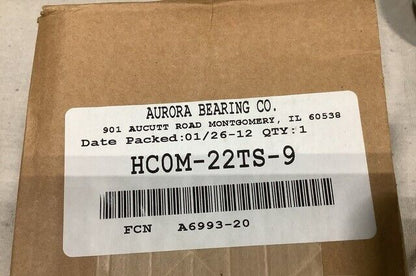 AURORA BEARING CO.
901 AUCUTT ROAD MONTGOMERY, IL 60538
Date Packed:01/26-12 QTY:1
HCOM-22TS-9
FCN A6993-20